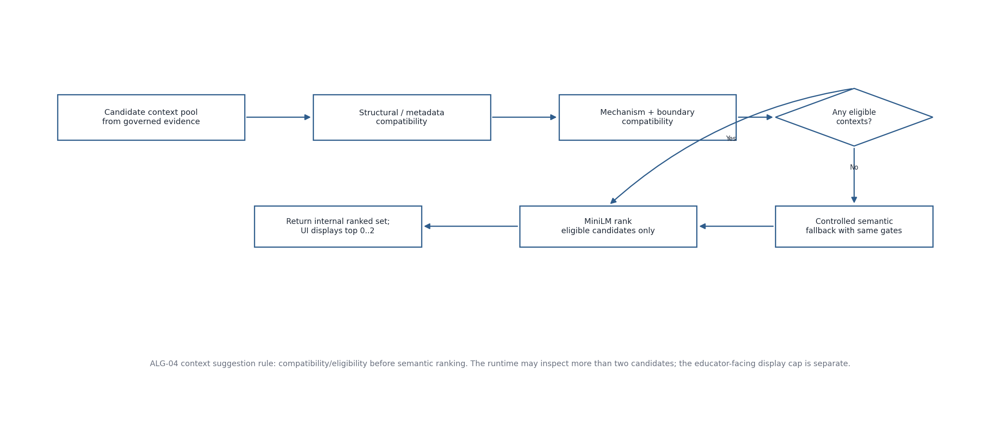 Candidate context pool
from governed evidence
Structural / metadata
compatibility
Mechanism + boundary
compatibility
Any eligible
contexts?
Yes
No
Return internal ranked set;
UI displays top 0..2
MiniLM rank
eligible candidates only
Controlled semantic
fallback with same gates
ALG-04 context suggestion rule: compatibility/eligibility before semantic ranking. The runtime may inspect more than two candidates; the educator-facing display cap is separate.